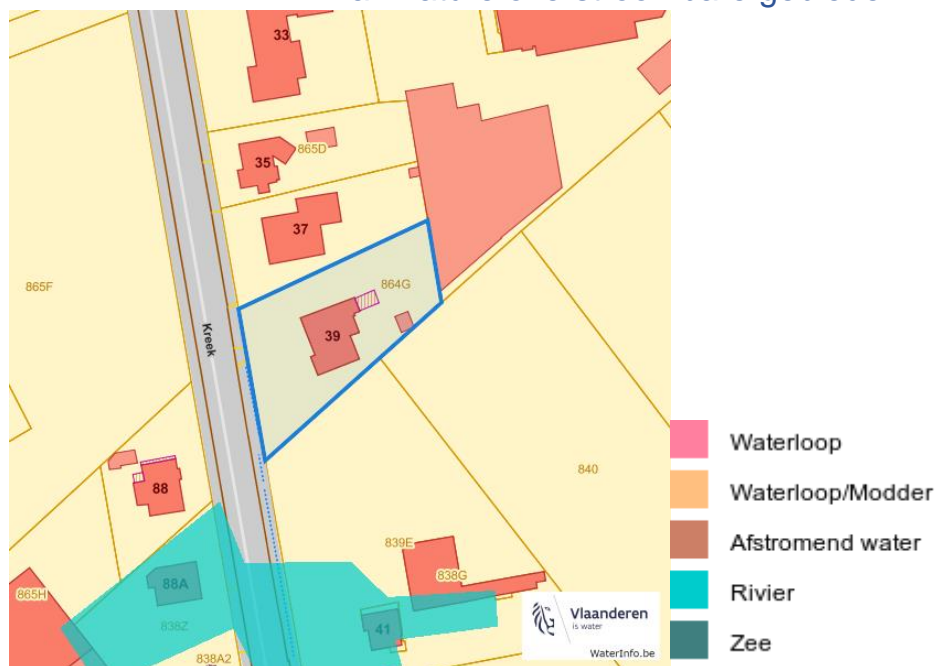 33
35
865D
37
865F
864G
39
Kreek
88
840
839E
838G
88A
865H
838Z
41
838A2
Vlaanderen
is water
WaterInfo.be
Waterloop
Waterloop/Modder
Afstromend water
Rivier
Zee